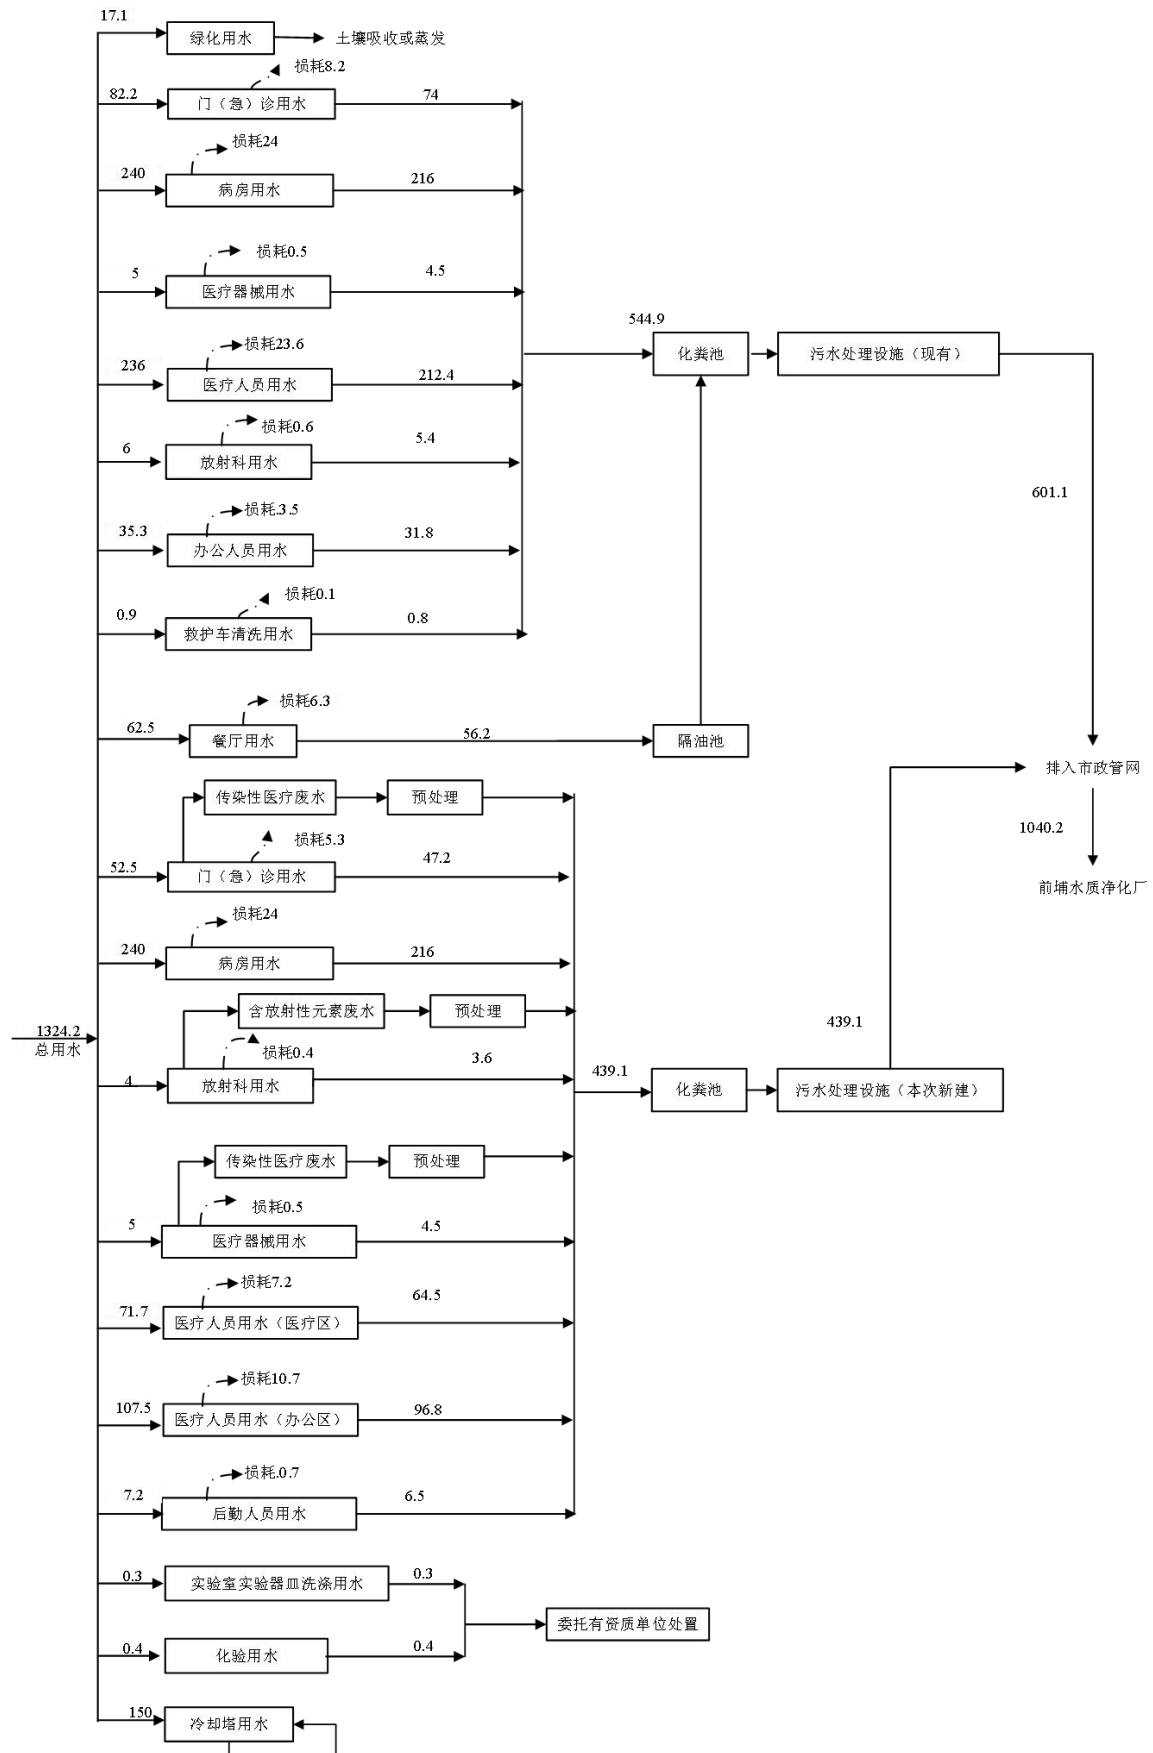 17.1
绿化用水
土壤吸收或蒸发
损耗8.2
82.2
门（急）诊用水
74
损耗24
240
病房用水
216
损耗0.5
5
医疗器械用水
4.5
544.9
化粪池
污水处理设施（现有）
损耗23.6
236
医疗人员用水
212.4
损耗0.6
6
放射科用水
5.4
601.1
损耗.3.5
35.3
办公人员用水
31.8
损耗0.1
0.9
救护车清洗用水
0.8
损耗6.3
62.5
餐厅用水
56.2
隔油池
排入市政管网
传染性医疗废水
预处理
1040.2
损耗5.3
52.5
门（急）诊用水
47.2
前埔水质净化厂
损耗24
240
病房用水
216
含放射性元素废水
预处理
439.1
1324.2
总用水
损耗0.4
4
放射科用水
3.6
439.1
化粪池
污水处理设施（本次新建）
传染性医疗废水
预处理
损耗0.5
5
医疗器械用水
4.5
损耗7.2
71.7
医疗人员用水（医疗区）
64.5
损耗10.7
107.5
医疗人员用水（办公区）
96.8
损耗.0.7
7.2
后勤人员用水
6.5
0.3
实验室实验器皿洗涤用水
0.3
委托有资质单位处置
0.4
化验用水
0.4
150
冷却塔用水